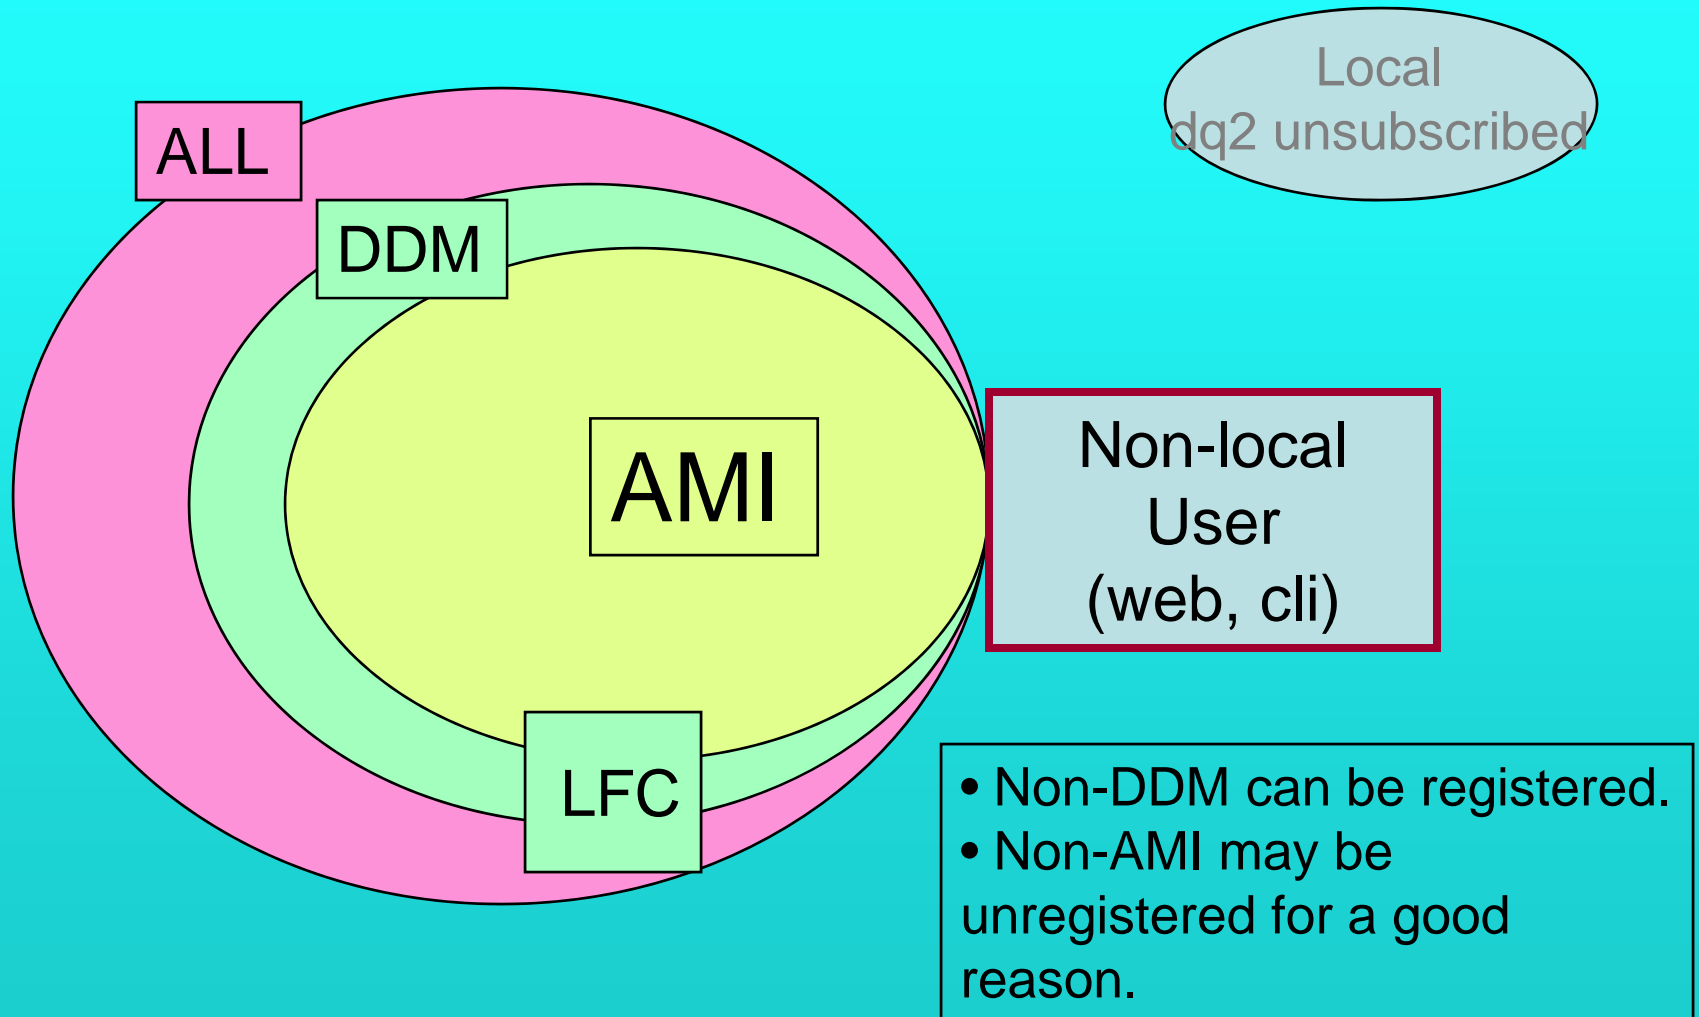 Local
dq2 unsubscribed
ALL
DDM
AMI
Non-local
User
(web, cli)
LFC
• Non-DDM can be registered.
• Non-AMI may be
unregistered for a good
reason.